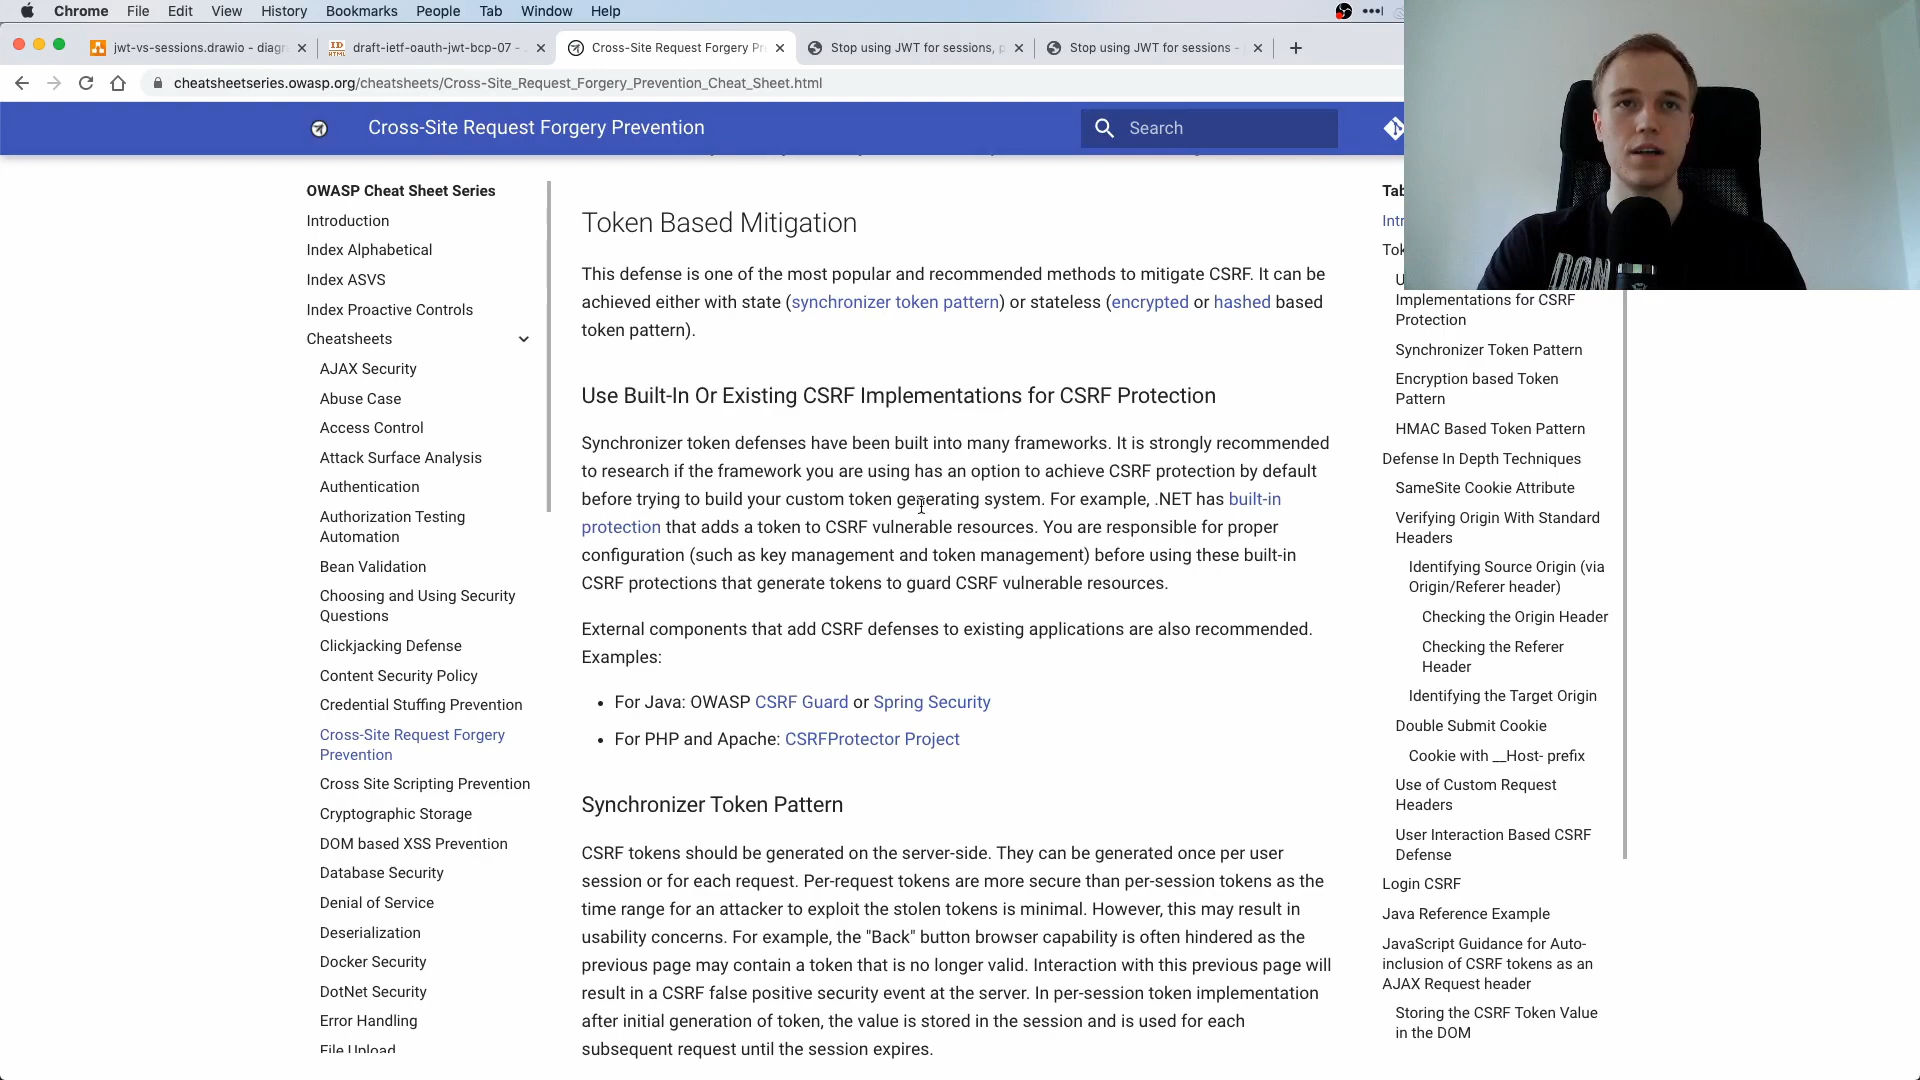 Chrome File Edit View History Bookmarks People Tab Window Help
jwt-vs-sessions.drawio - diagr
draft-ietf-oauth-jwt-bcp-07 -
Cross-Site Request Forgery Pr
Stop using JWT for sessions, p
Stop using JWT for sessions -
cheatsheetseries.owasp.org/cheatsheets/Cross-Site_Request_Forgery_Prevention_Cheat_Sheet.html
Cross-Site Request Forgery Prevention
Search
OWASP Cheat Sheet Series
Introduction
Index Alphabetical
Index ASVS
Index Proactive Controls
Cheatsheets
AJAX Security
Abuse Case
Access Control
Attack Surface Analysis
Authentication
Authorization Testing
Automation
Bean Validation
Choosing and Using Security
Questions
Clickjacking Defense
Content Security Policy
Credential Stuffing Prevention
Cross-Site Request Forgery
Prevention
Cross Site Scripting Prevention
Cryptographic Storage
DOM based XSS Prevention
Database Security
Denial of Service
Deserialization
Docker Security
DotNet Security
Error Handling
File Upload
Token Based Mitigation
This defense is one of the most popular and recommended methods to mitigate CSRF. It can be
achieved either with state (synchronizer token pattern) or stateless (encrypted or hashed based
token pattern).
Use Built-In Or Existing CSRF Implementations for CSRF Protection
Synchronizer token defenses have been built into many frameworks. It is strongly recommended
to research if the framework you are using has an option to achieve CSRF protection by default
before trying to build your custom token generating system. For example, .NET has built-in
protection that adds a token to CSRF vulnerable resources. You are responsible for proper
configuration (such as key management and token management) before using these built-in
CSRF protections that generate tokens to guard CSRF vulnerable resources.
External components that add CSRF defenses to existing applications are also recommended.
Examples:
• For Java: OWASP CSRF Guard or Spring Security
• For PHP and Apache: CSRFProtector Project
Synchronizer Token Pattern
CSRF tokens should be generated on the server-side. They can be generated once per user
session or for each request. Per-request tokens are more secure than per-session tokens as the
time range for an attacker to exploit the stolen tokens is minimal. However, this may result in
usability concerns. For example, the "Back" button browser capability is often hindered as the
previous page may contain a token that is no longer valid. Interaction with this previous page will
result in a CSRF false positive security event at the server. In per-session token implementation
after initial generation of token, the value is stored in the session and is used for each
subsequent request until the session expires.
Tab
Intr
Tok
U
Implementations for CSRF
Protection
Synchronizer Token Pattern
Encryption based Token
Pattern
HMAC Based Token Pattern
Defense In Depth Techniques
SameSite Cookie Attribute
Verifying Origin With Standard
Headers
Identifying Source Origin (via
Origin/Referer header)
Checking the Origin Header
Checking the Referer
Header
Identifying the Target Origin
Double Submit Cookie
Cookie with __Host- prefix
Use of Custom Request
Headers
User Interaction Based CSRF
Defense
Login CSRF
Java Reference Example
JavaScript Guidance for Auto-
inclusion of CSRF tokens as an
AJAX Request header
Storing the CSRF Token Value
in the DOM